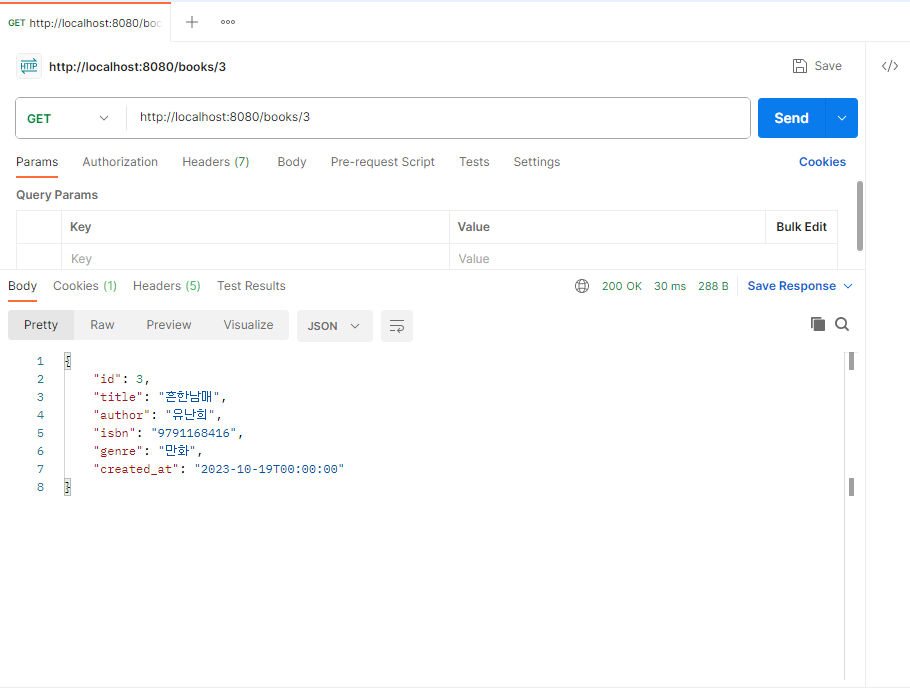 GET http://localhost:8080/boo
HTTP http://localhost:8080/books/3 Save </>
GET http://localhost:8080/books/3 Send
Params Authorization Headers (7) Body Pre-request Script Tests Settings Cookies
Query Params
Key Value Bulk Edit
Key Value
Body Cookies (1) Headers (5) Test Results 200 OK 30 ms 288 B Save Response
Pretty Raw Preview Visualize JSON
1 {
2 "id": 3,
3 "title": "흔한남매",
4 "author": "유난희",
5 "isbn": "9791168416",
6 "genre": "만화",
7 "created_at": "2023-10-19T00:00:00"
8 }